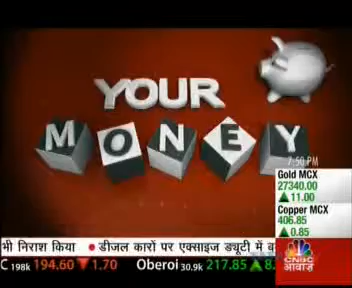 YOUR
MONEY
7:50 PM
Gold MCX
27340.00
▲11.00
Copper MCX
406.85
▲0.85
भी निराश किया • डीजल कारों पर एक्साइज ड्यूटी में
C 198k 194.60 ▼1.70 Oberoi 30.9k 217.85 ▲8.
CNBC
आवाज़